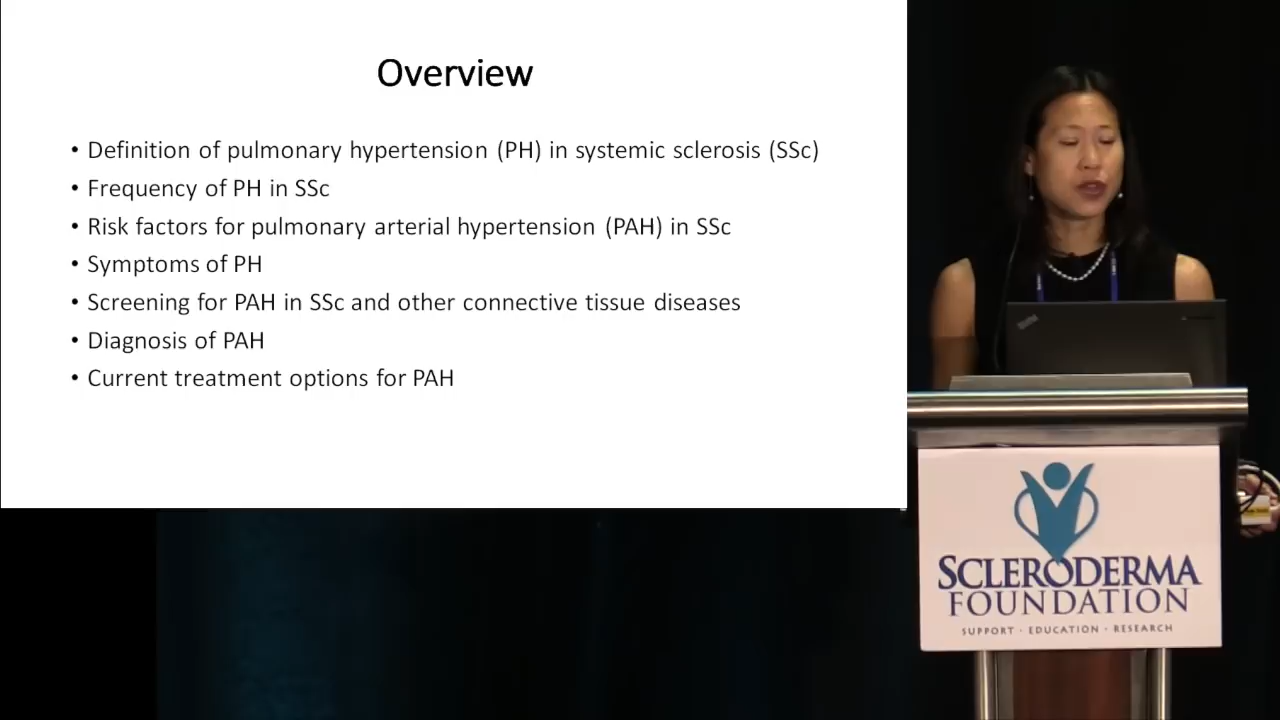 Overview
• Definition of pulmonary hypertension (PH) in systemic sclerosis (SSc)
• Frequency of PH in SSc
• Risk factors for pulmonary arterial hypertension (PAH) in SSc
• Symptoms of PH
• Screening for PAH in SSc and other connective tissue diseases
• Diagnosis of PAH
• Current treatment options for PAH
SCLERODERMA
FOUNDATION
SUPPORT · EDUCATION · RESEARCH